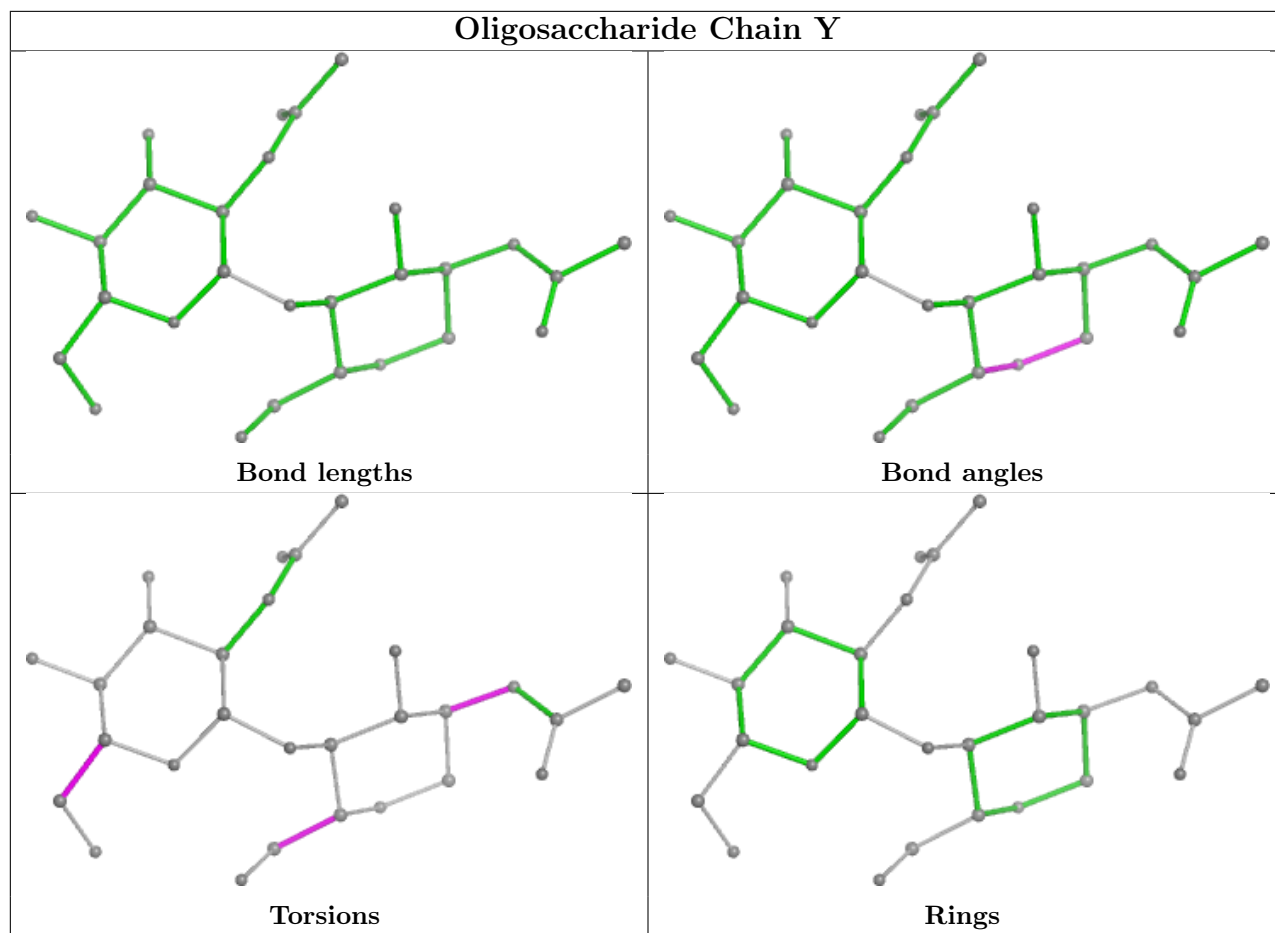 Oligosaccharide Chain Y
Bond lengths
Bond angles
Torsions
Rings